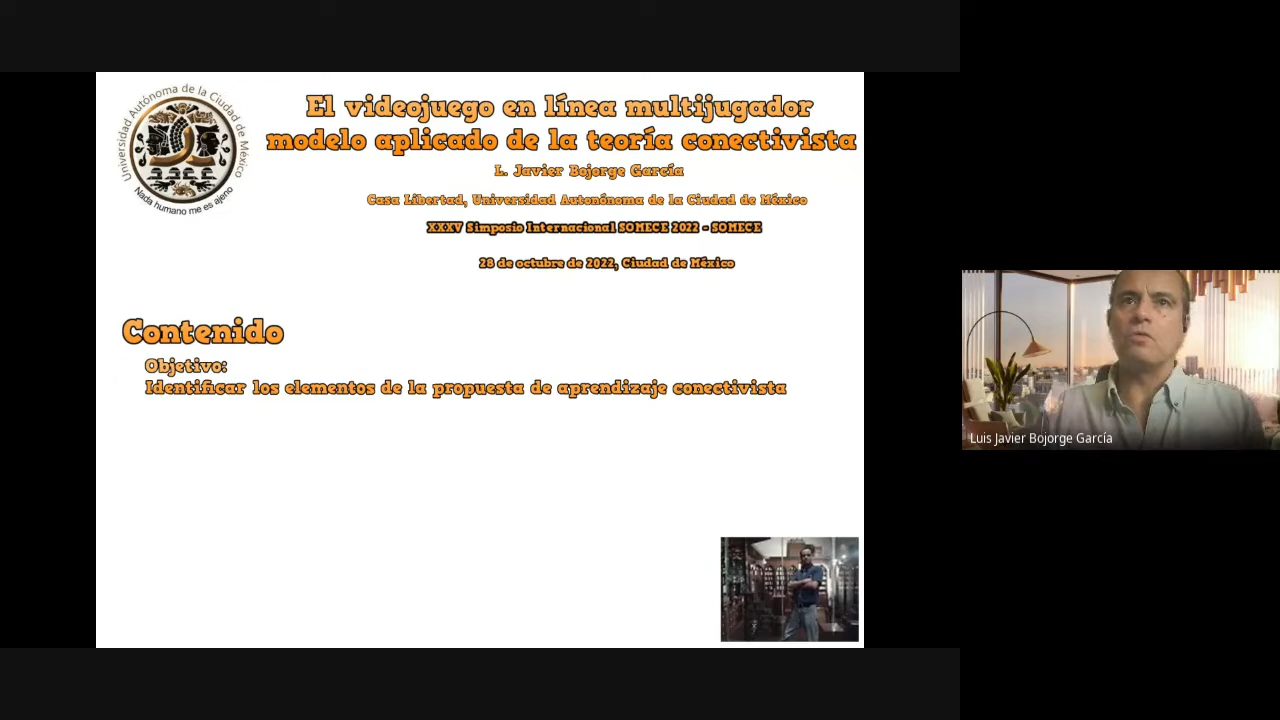 Universidad Autónoma de la Ciudad de México
Nada humano me es ajeno
El videojuego en línea multijugador
modelo aplicado de la teoría conectivista
L. Javier Bojorge García
Casa Libertad, Universidad Autonónoma de la Ciudad de México
XXXV Simposio Internacional SOMECE 2022 - SOMECE
28 de octubre de 2022, Ciudad de México
Contenido
Objetivo:
Identificar los elementos de la propuesta de aprendizaje conectivista
Luis Javier Bojorge García